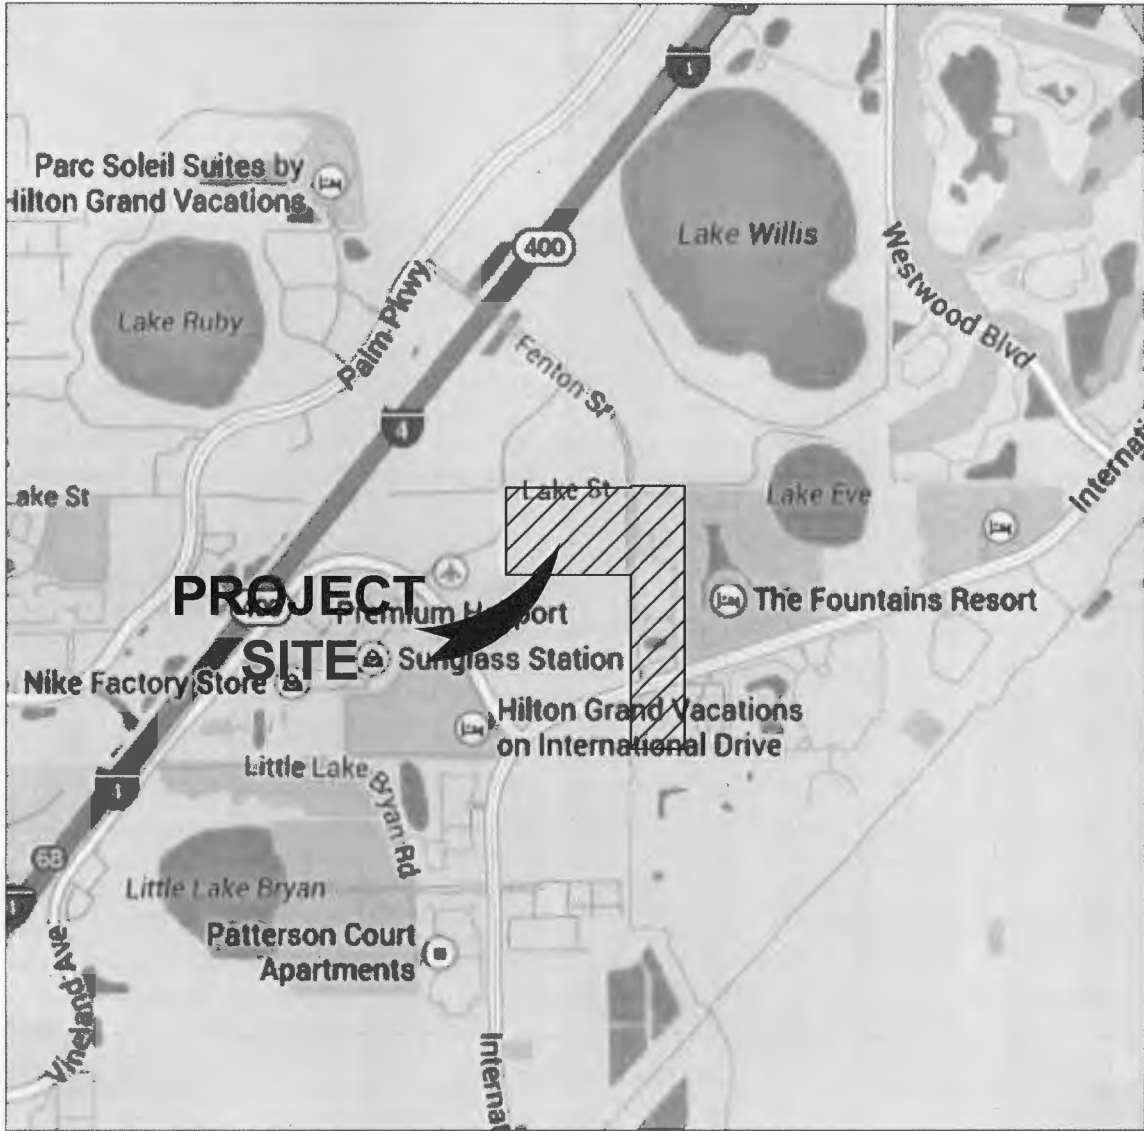 4
Parc Soleil Suites by
Hilton Grand Vacations
400
Lake Willis
Westwood Blvd
Lake Ruby
Palm Pkwy
Fenton St
4
Internati
Lake St
Lake St
Lake Eve
PROJECT
SITE
Premium H port
The Fountains Resort
Sunglass Station
Nike Factory Store
Hilton Grand Vacations
on International Drive
Little Lake
Bryan Rd
4
68
Little Lake Bryan
Patterson Court
Apartments
Vineland Ave
Interna